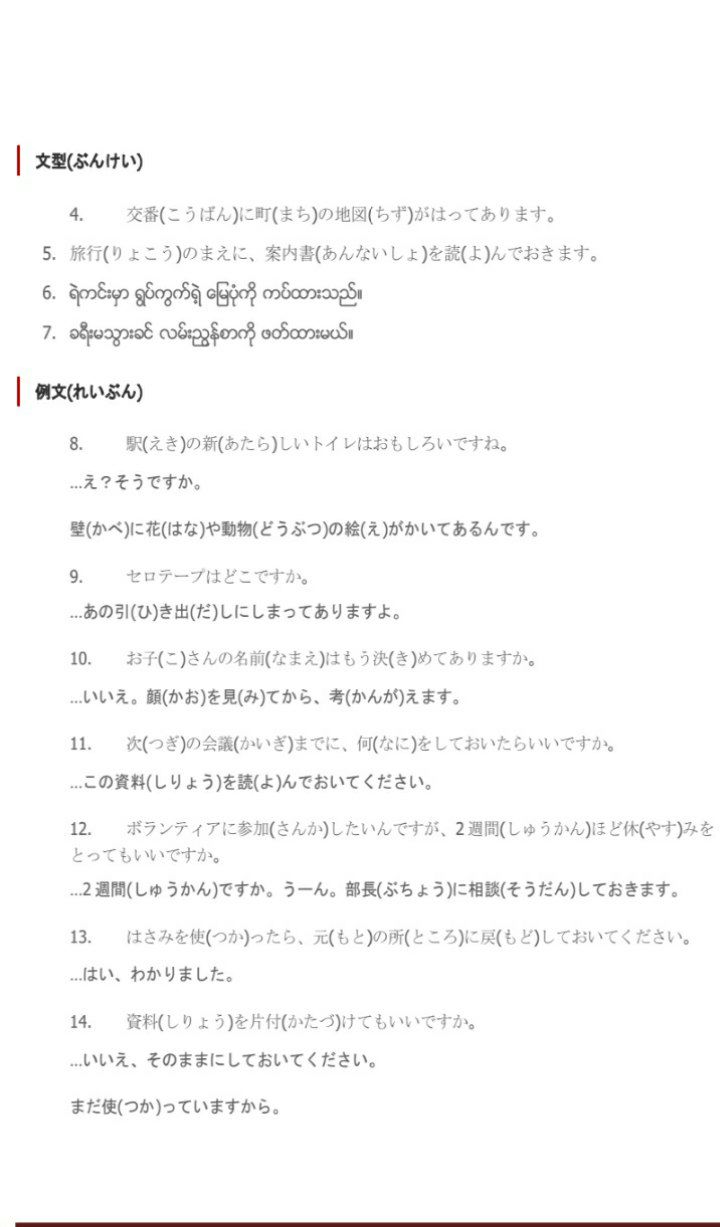 文型(ぶんけい)
4. 交番(こうばん)に町(まち)の地図(ちず)がはってあります。
5. 旅行(りょこう)のまえに、案内書(あんないしょ)を読(よ)んでおきます。
6. ရဲကင်းမှာ ရွပ်ကွက်ရဲ့ မြေပုံကို ကပ်ထားသည်။
7. ခရီးမသွားခင် လမ်းညွှန်စာကို ဖတ်ထားမယ်။
例文(れいぶん)
8. 駅(えき)の新(あたら)しいトイレはおもしろいですね。
…え？そうですか。
壁(かべ)に花(はな)や動物(どうぶつ)の絵(え)がかいてあるんです。
9. セロテープはどこですか。
…あの引(ひ)き出(だ)しにしまってありますよ。
10. お子(こ)さんの名前(なまえ)はもう決(き)めてありますか。
…いいえ。顔(かお)を見(み)てから、考(かんが)えます。
11. 次(つぎ)の会議(かいぎ)までに、何(なに)をしておいたらいいですか。
…この資料(しりょう)を読(よ)んでおいてください。
12. ボランティアに参加(さんか)したいんですが、2週間(しゅうかん)ほど休(やす)みを
とってもいいですか。
…2週間(しゅうかん)ですか。うーん。部長(ぶちょう)に相談(そうだん)しておきます。
13. はさみを使(つか)ったら、元(もと)の所(ところ)に戻(もど)しておいてください。
…はい、わかりました。
14. 資料(しりょう)を片付(かたづ)けてもいいですか。
…いいえ、そのままにしておいてください。
まだ使(つか)っていますから。